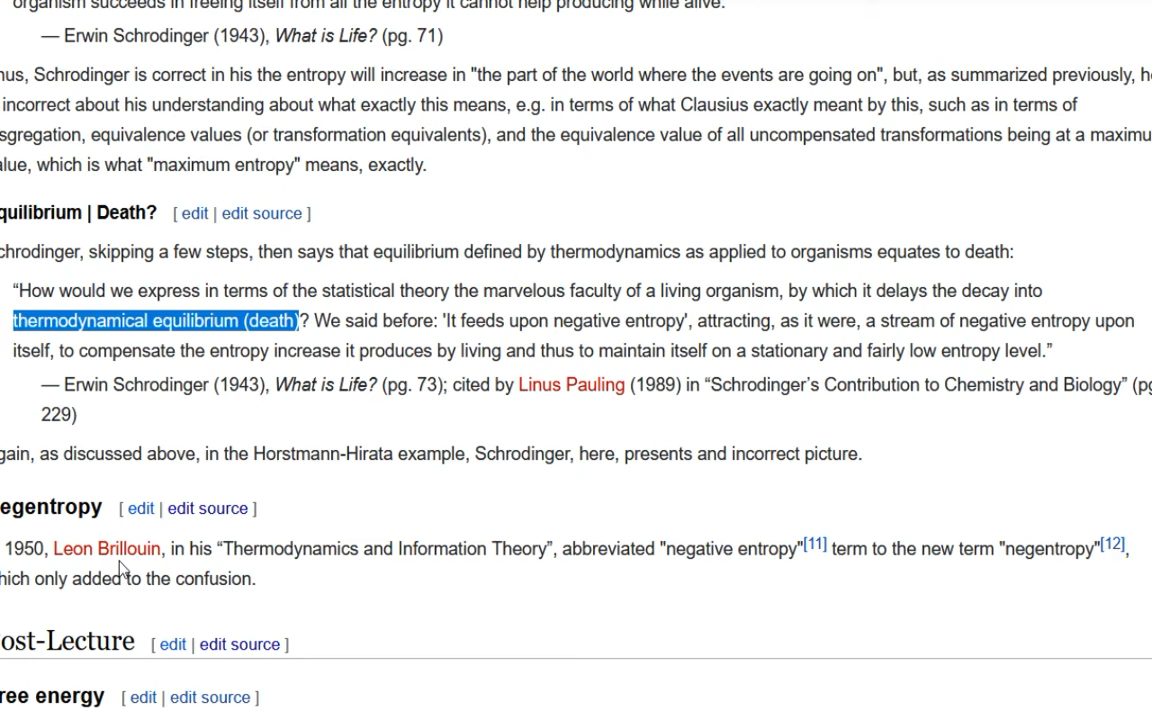 organism succeeds in freeing itself from all the entropy it cannot help producing while alive.
— Erwin Schrodinger (1943), What is Life? (pg. 71)
hus, Schrodinger is correct in his the entropy will increase in "the part of the world where the events are going on", but, as summarized previously, he
incorrect about his understanding about what exactly this means, e.g. in terms of what Clausius exactly meant by this, such as in terms of
sgregation, equivalence values (or transformation equivalents), and the equivalence value of all uncompensated transformations being at a maximu
alue, which is what "maximum entropy" means, exactly.
quilibrium | Death? [ edit | edit source ]
chrodinger, skipping a few steps, then says that equilibrium defined by thermodynamics as applied to organisms equates to death:
“How would we express in terms of the statistical theory the marvelous faculty of a living organism, by which it delays the decay into
thermodynamical equilibrium (death)? We said before: 'It feeds upon negative entropy', attracting, as it were, a stream of negative entropy upon
itself, to compensate the entropy increase it produces by living and thus to maintain itself on a stationary and fairly low entropy level.”
— Erwin Schrodinger (1943), What is Life? (pg. 73); cited by Linus Pauling (1989) in “Schrodinger’s Contribution to Chemistry and Biology” (pg
229)
gain, as discussed above, in the Horstmann-Hirata example, Schrodinger, here, presents and incorrect picture.
egentropy [ edit | edit source ]
1950, Leon Brillouin, in his “Thermodynamics and Information Theory”, abbreviated "negative entropy"[11] term to the new term "negentropy"[12],
hich only added to the confusion.
ost-Lecture [ edit | edit source ]
ree energy [ edit | edit source ]